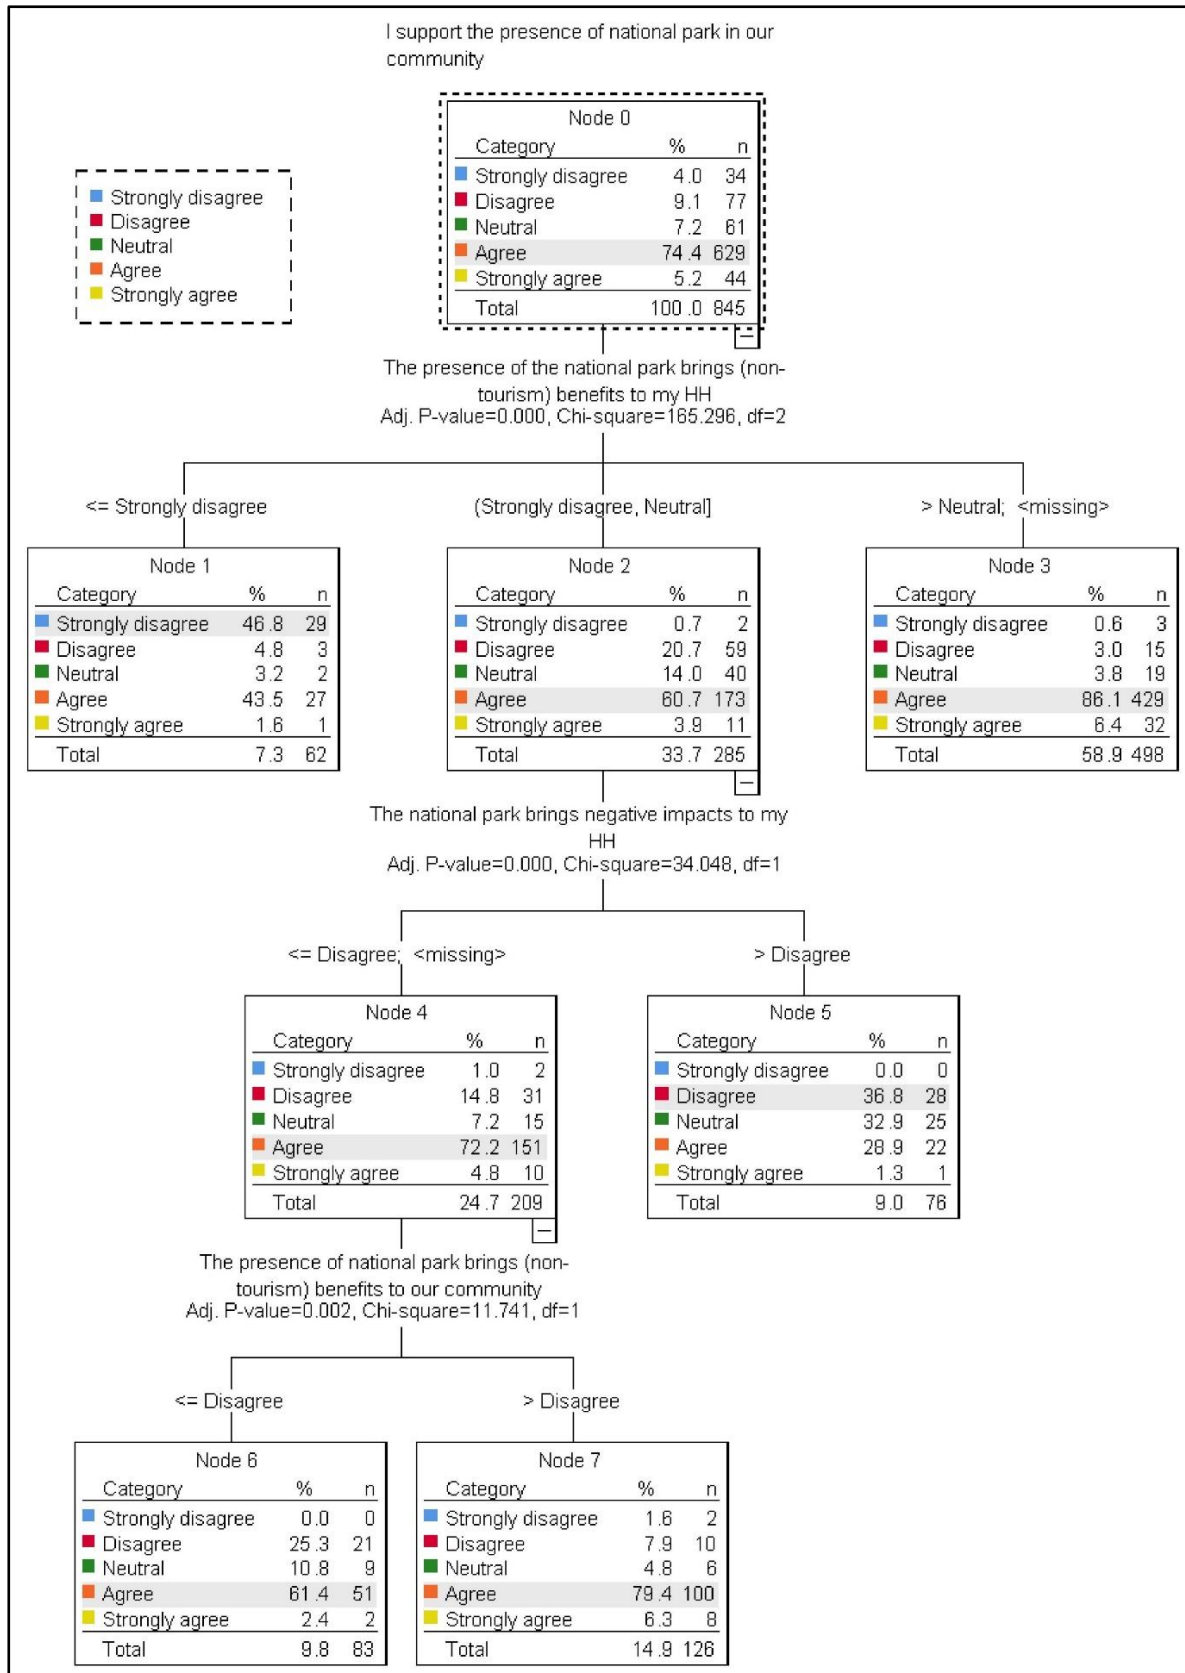 I support the presence of national park in our
community
Node 0
Category % n
Strongly disagree 4.0 34
Disagree 9.1 77
Neutral 7.2 61
Agree 74.4 629
Strongly agree 5.2 44
Total 100.0 845
Strongly disagree
Disagree
Neutral
Agree
Strongly agree
The presence of the national park brings (non-
tourism) benefits to my HH
Adj. P-value=0.000, Chi-square=165.296, df=2
<= Strongly disagree
(Strongly disagree, Neutral]
> Neutral; <missing>
Node 1
Category % n
Strongly disagree 46.8 29
Disagree 4.8 3
Neutral 3.2 2
Agree 43.5 27
Strongly agree 1.6 1
Total 7.3 62
Node 2
Category % n
Strongly disagree 0.7 2
Disagree 20.7 59
Neutral 14.0 40
Agree 60.7 173
Strongly agree 3.9 11
Total 33.7 285
Node 3
Category % n
Strongly disagree 0.6 3
Disagree 3.0 15
Neutral 3.8 19
Agree 86.1 429
Strongly agree 6.4 32
Total 58.9 498
The national park brings negative impacts to my
HH
Adj. P-value=0.000, Chi-square=34.048, df=1
<= Disagree; <missing>
> Disagree
Node 4
Category % n
Strongly disagree 1.0 2
Disagree 14.8 31
Neutral 7.2 15
Agree 72.2 151
Strongly agree 4.8 10
Total 24.7 209
Node 5
Category % n
Strongly disagree 0.0 0
Disagree 36.8 28
Neutral 32.9 25
Agree 28.9 22
Strongly agree 1.3 1
Total 9.0 76
The presence of national park brings (non-
tourism) benefits to our community
Adj. P-value=0.002, Chi-square=11.741, df=1
<= Disagree
> Disagree
Node 6
Category % n
Strongly disagree 0.0 0
Disagree 25.3 21
Neutral 10.8 9
Agree 61.4 51
Strongly agree 2.4 2
Total 9.8 83
Node 7
Category % n
Strongly disagree 1.6 2
Disagree 7.9 10
Neutral 4.8 6
Agree 79.4 100
Strongly agree 6.3 8
Total 14.9 126